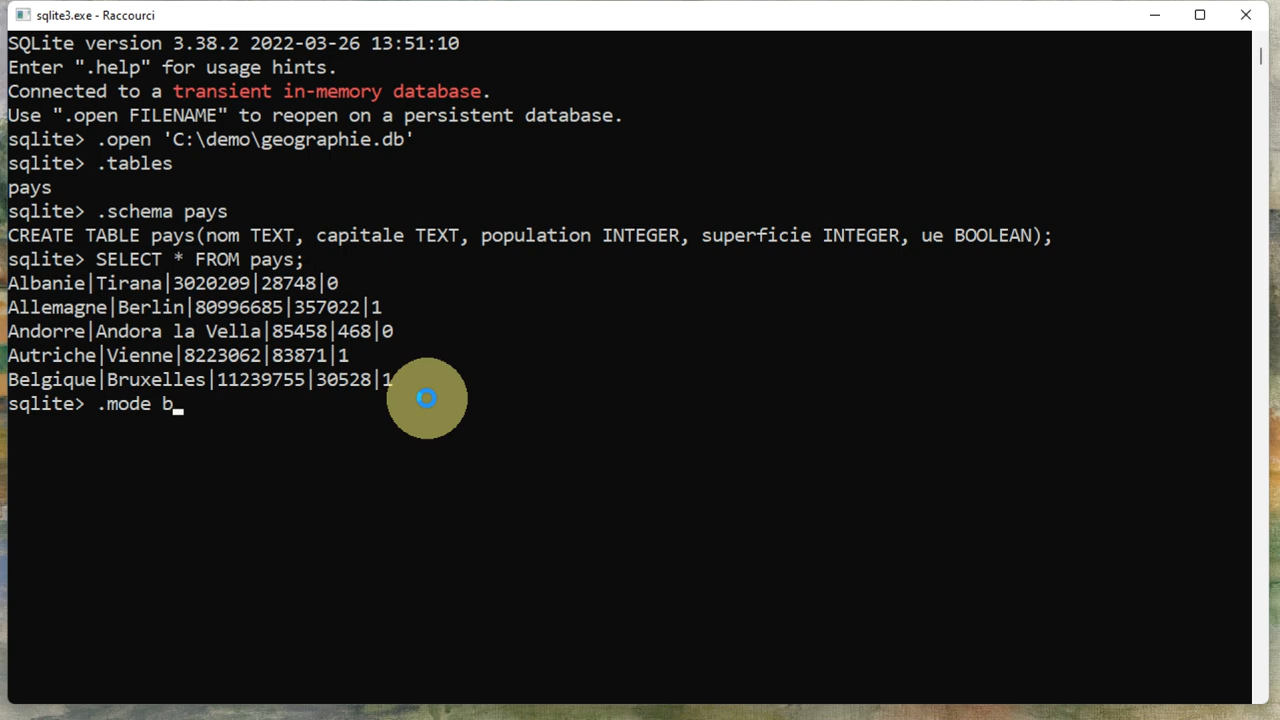 sqlite3.exe - Raccourci
SQLite version 3.38.2 2022-03-26 13:51:10
Enter ".help" for usage hints.
Connected to a transient in-memory database.
Use ".open FILENAME" to reopen on a persistent database.
sqlite> .open 'C:\demo\geographie.db'
sqlite> .tables
pays
sqlite> .schema pays
CREATE TABLE pays(nom TEXT, capitale TEXT, population INTEGER, superficie INTEGER, ue BOOLEAN);
sqlite> SELECT * FROM pays;
Albanie|Tirana|3020209|28748|0
Allemagne|Berlin|80996685|357022|1
Andorre|Andora la Vella|85458|468|0
Autriche|Vienne|8223062|83871|1
Belgique|Bruxelles|11239755|30528|1
sqlite> .mode b_